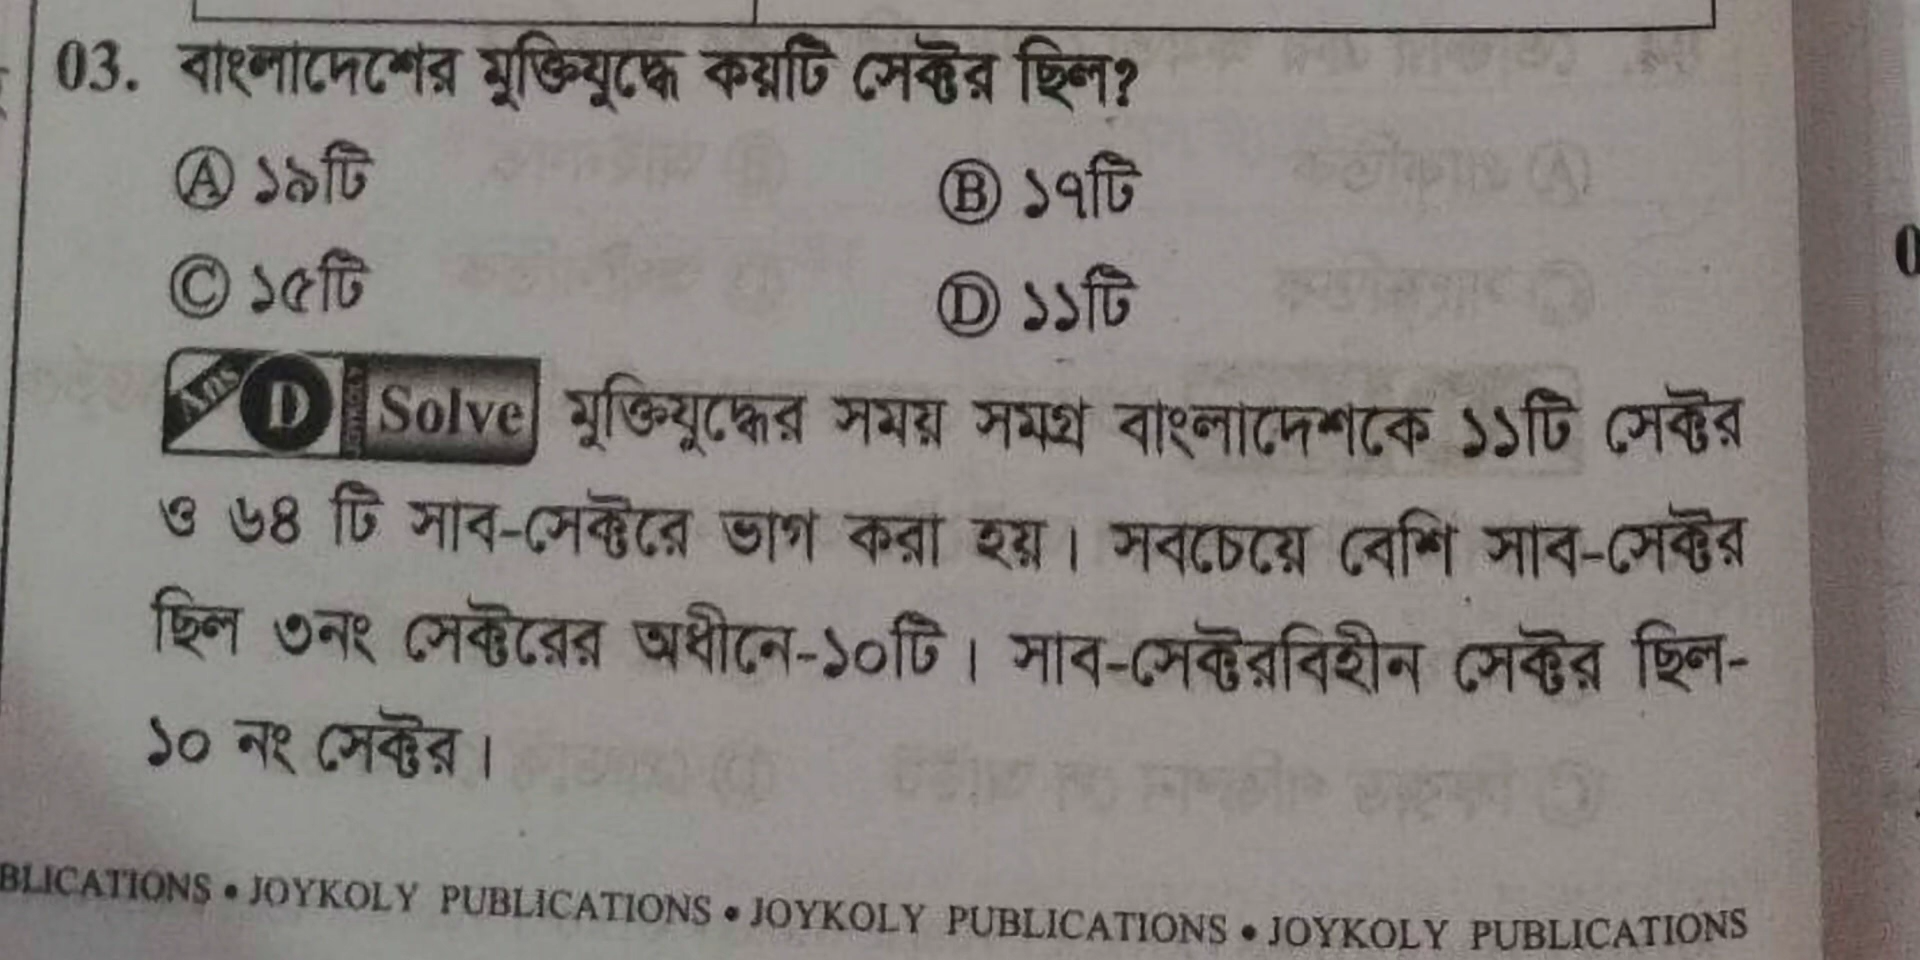 03. বাংলাদেশের মুক্তিযুদ্ধে কয়টি সেক্টর ছিল?
Ⓐ ১৯টি Ⓑ ১৭টি
Ⓒ ১৫টি Ⓓ ১১টি
Ans D JOYKOLY Solve মুক্তিযুদ্ধের সময় সমগ্র বাংলাদেশকে ১১টি সেক্টর
ও ৬৪ টি সাব-সেক্টরে ভাগ করা হয়। সবচেয়ে বেশি সাব-সেক্টর
ছিল ৩নং সেক্টরের অধীনে-১০টি। সাব-সেক্টরবিহীন সেক্টর ছিল-
১০ নং সেক্টর।
BLICATIONS • JOYKOLY PUBLICATIONS • JOYKOLY PUBLICATIONS • JOYKOLY PUBLICATIONS